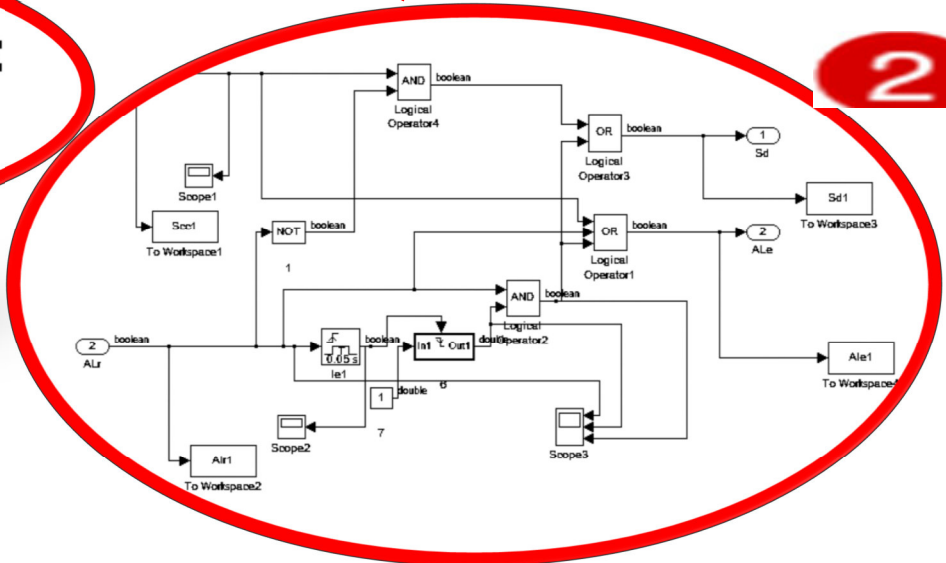 2
AND
boolean
Logical
Operator4
OR
boolean
Logical
Operator3
1
Sd
Scope1
Sd1
To Workspace3
Scc1
To Workspace1
NOT
boolean
1
OR
boolean
Logical
Operator1
2
ALe
AND
boolean
Logical
Operator2
2
ALr
boolean
0.05 s
Ie1
boolean
In1
Out1
double
6
1
double
7
Ale1
To Workspace4
Scope2
Scope3
Alr1
To Workspace2